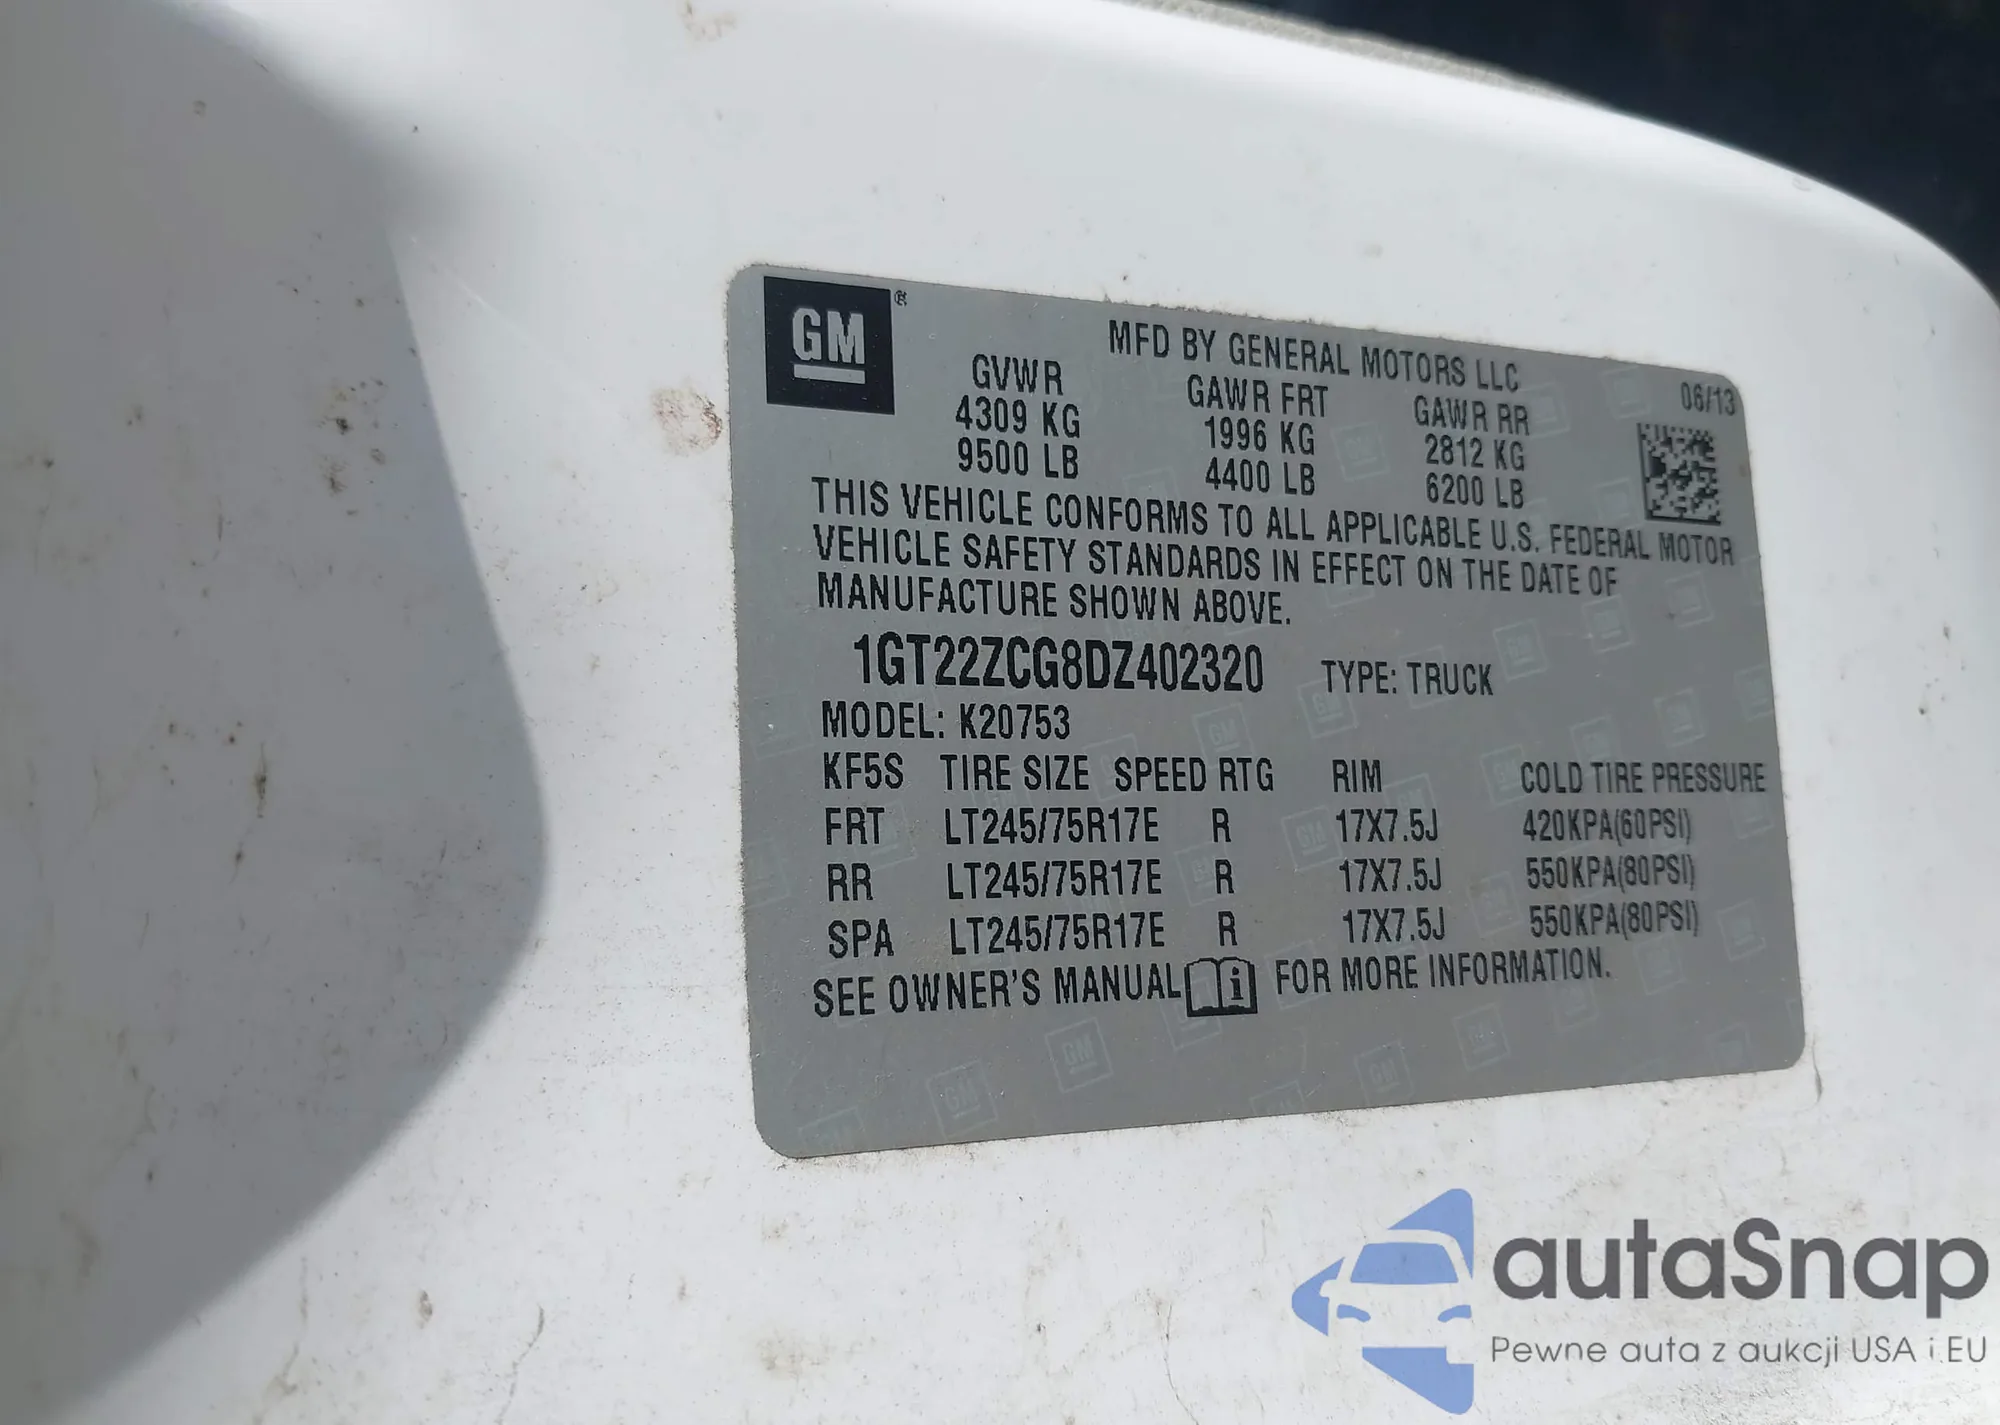 GM®
MFD BY GENERAL MOTORS LLC
06/13
GVWR GAWR FRT GAWR RR
4309 KG 1996 KG 2812 KG
9500 LB 4400 LB 6200 LB
THIS VEHICLE CONFORMS TO ALL APPLICABLE U.S. FEDERAL MOTOR
VEHICLE SAFETY STANDARDS IN EFFECT ON THE DATE OF
MANUFACTURE SHOWN ABOVE.
1GT22ZCG8DZ402320 TYPE: TRUCK
MODEL: K20753
KF5S TIRE SIZE SPEED RTG RIM COLD TIRE PRESSURE
FRT LT245/75R17E R 17X7.5J 420KPA(60PSI)
RR LT245/75R17E R 17X7.5J 550KPA(80PSI)
SPA LT245/75R17E R 17X7.5J 550KPA(80PSI)
SEE OWNER'S MANUAL i FOR MORE INFORMATION.
autaSnap
Pewne auta z aukcji USA i EU